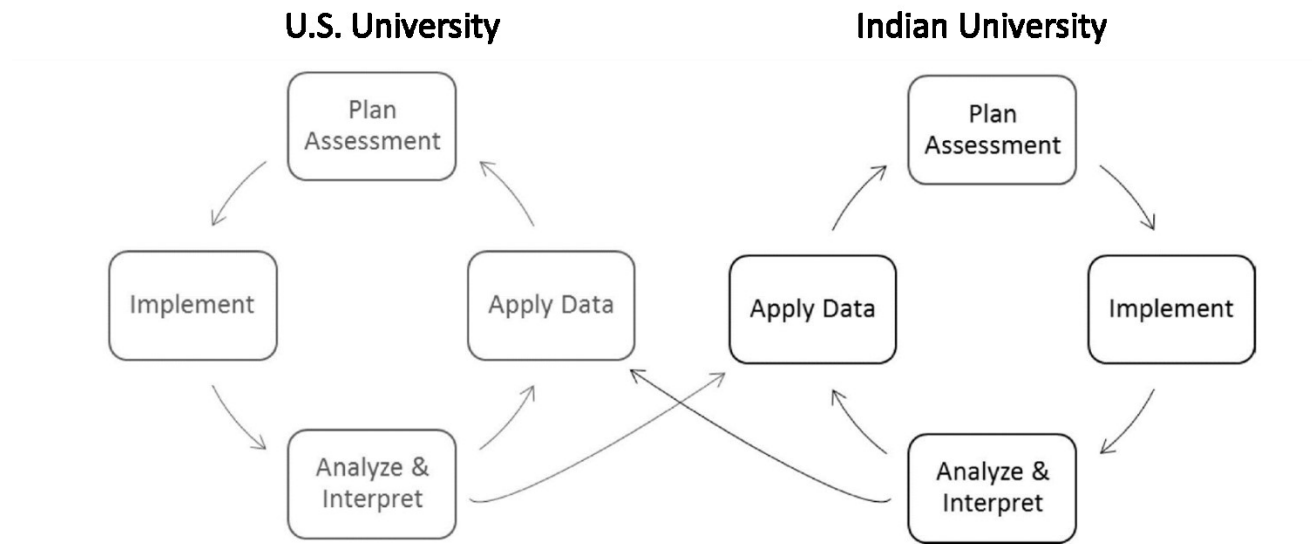 U.S. University
Plan
Assessment
Implement
Apply Data
Analyze &
Interpret
Indian University
Plan
Assessment
Apply Data
Implement
Analyze &
Interpret